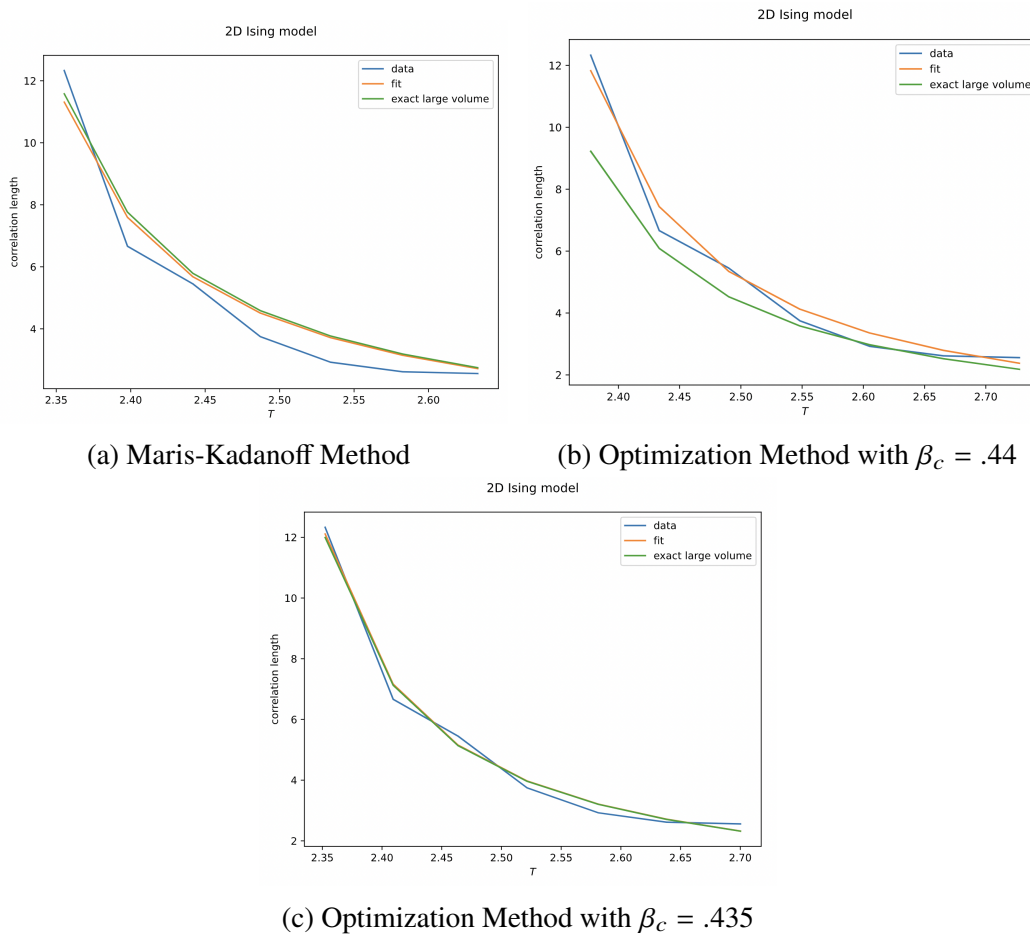 2D Ising model
data
fit
exact large volume
12
10
8
6
4
correlation length
2.35 2.40 2.45 2.50 2.55 2.60
T
(a) Maris-Kadanoff Method
2D Ising model
data
fit
exact large volume
12
10
8
6
4
2
correlation length
2.40 2.45 2.50 2.55 2.60 2.65 2.70
T
(b) Optimization Method with β_c = .44
2D Ising model
data
fit
exact large volume
12
10
8
6
4
2
correlation length
2.35 2.40 2.45 2.50 2.55 2.60 2.65 2.70
T
(c) Optimization Method with β_c = .435